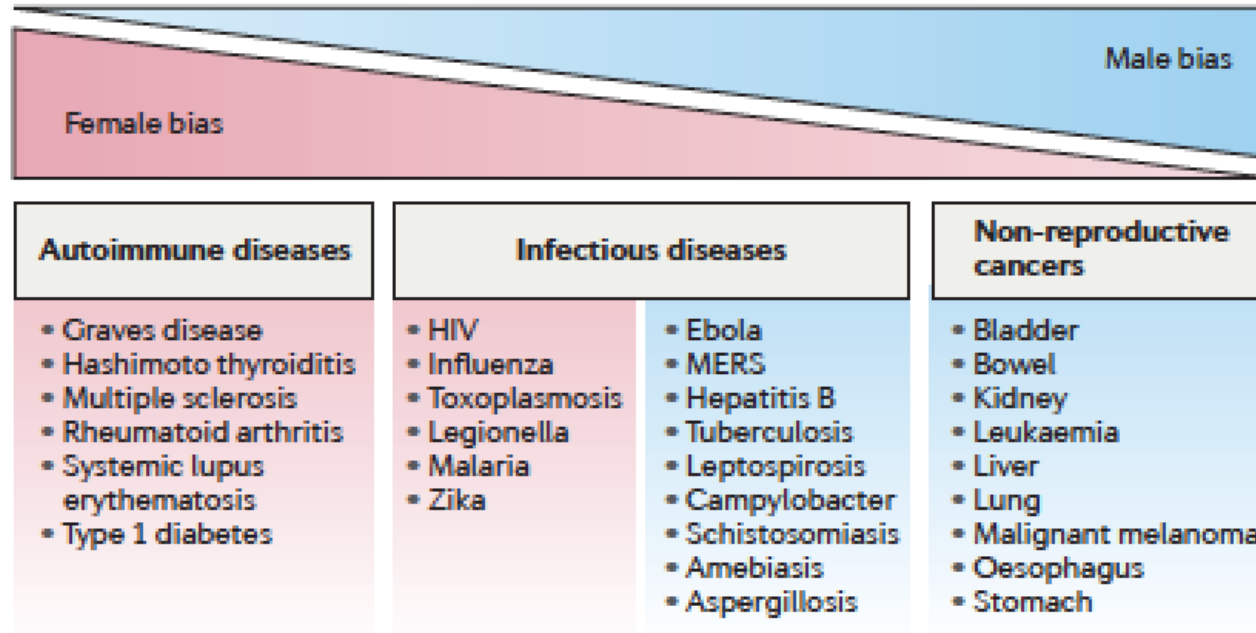 Male bias
Female bias
Autoimmune diseases
• Graves disease
• Hashimoto thyroiditis
• Multiple sclerosis
• Rheumatoid arthritis
• Systemic lupus
erythematosis
• Type 1 diabetes
Infectious diseases
• HIV
• Influenza
• Toxoplasmosis
• Legionella
• Malaria
• Zika
• Ebola
• MERS
• Hepatitis B
• Tuberculosis
• Leptospirosis
• Campylobacter
• Schistosomiasis
• Amebiasis
• Aspergillosis
Non-reproductive
cancers
• Bladder
• Bowel
• Kidney
• Leukaemia
• Liver
• Lung
• Malignant melanoma
• Oesophagus
• Stomach